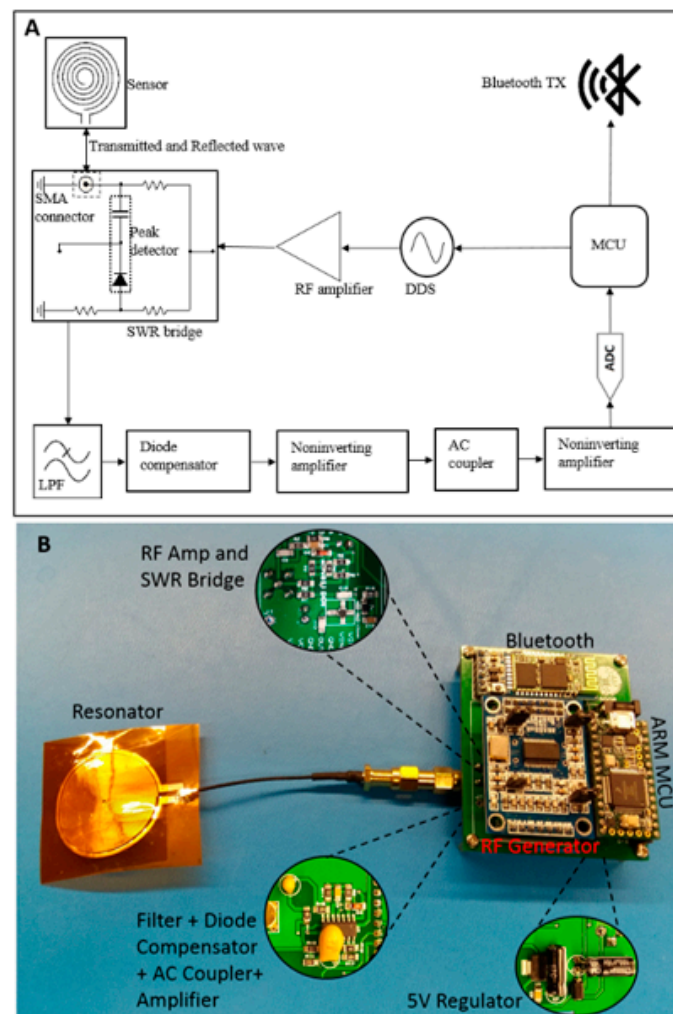 A
Sensor
Bluetooth TX
Transmitted and Reflected wave
SMA
connector
Peak
detector
MCU
RF amplifier
DDS
SWR bridge
ADC
LPF
Diode
compensator
Noninverting
amplifier
AC
coupler
Noninverting
amplifier
B
RF Amp and
SWR Bridge
Bluetooth
Resonator
ARM MCU
RF Generator
Filter + Diode
Compensator
+ AC Coupler+
Amplifier
5V Regulator